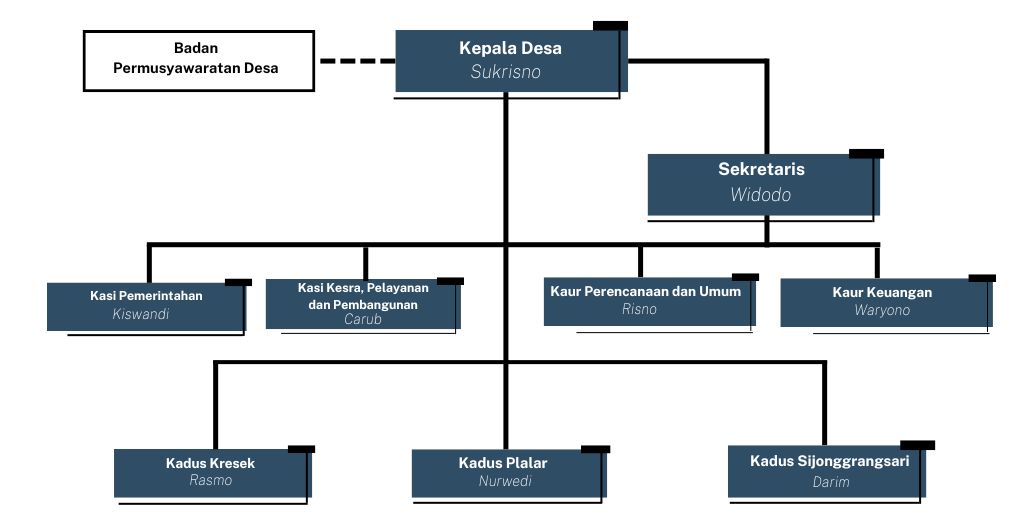 Badan
Permusyawaratan Desa
Kepala Desa
Sukrisno
Sekretaris
Widodo
Kasi Pemerintahan
Kiswandi
Kasi Kesra, Pelayanan
dan Pembangunan
Carub
Kaur Perencanaan dan Umum
Risno
Kaur Keuangan
Waryono
Kadus Kresek
Rasmo
Kadus Plalar
Nurwedi
Kadus Sijonggrangsari
Darim